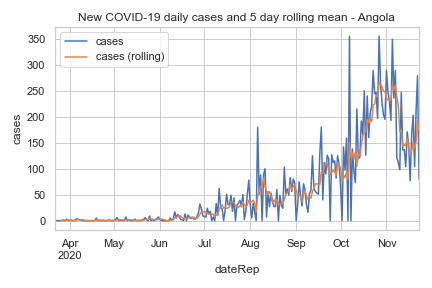 New COVID-19 daily cases and 5 day rolling mean - Angola
cases
cases (rolling)
350
300
250
200
150
100
50
0
cases
Apr May Jun Jul Aug Sep Oct Nov
2020
dateRep